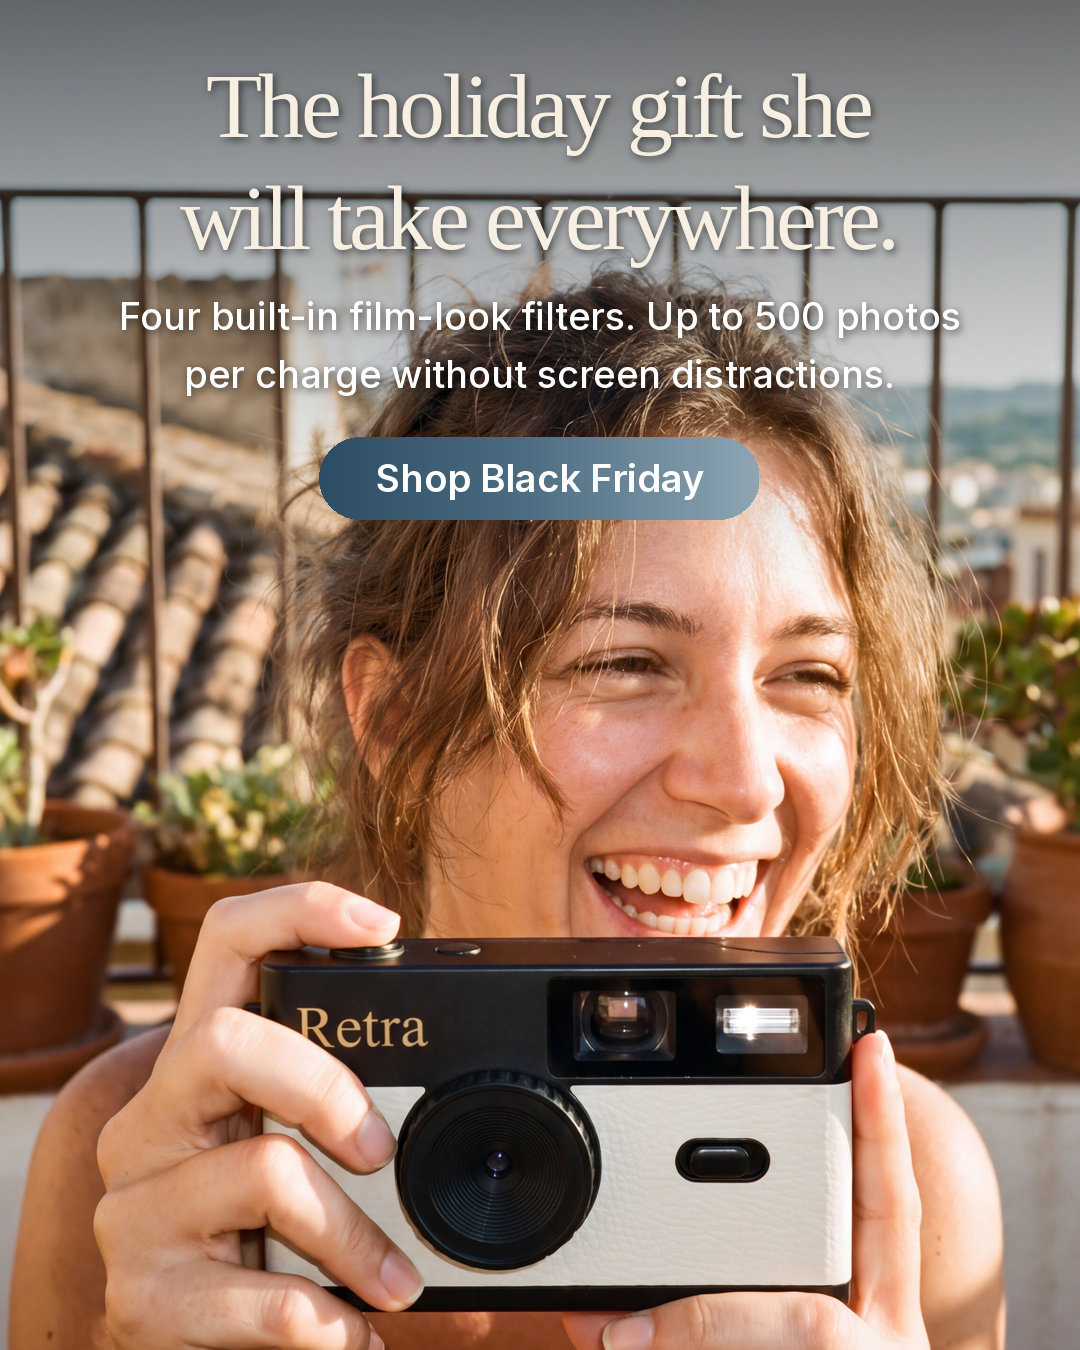 The holiday gift she
will take everywhere.
Four built-in film-look filters. Up to 500 photos
per charge without screen distractions.
Shop Black Friday
Retra